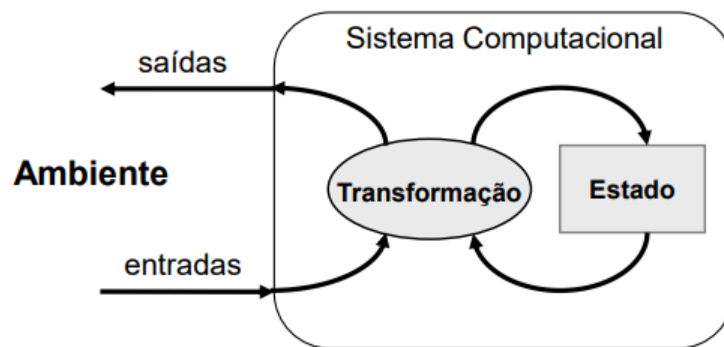 Sistema Computacional
saídas
Ambiente
Transformação
Estado
entradas